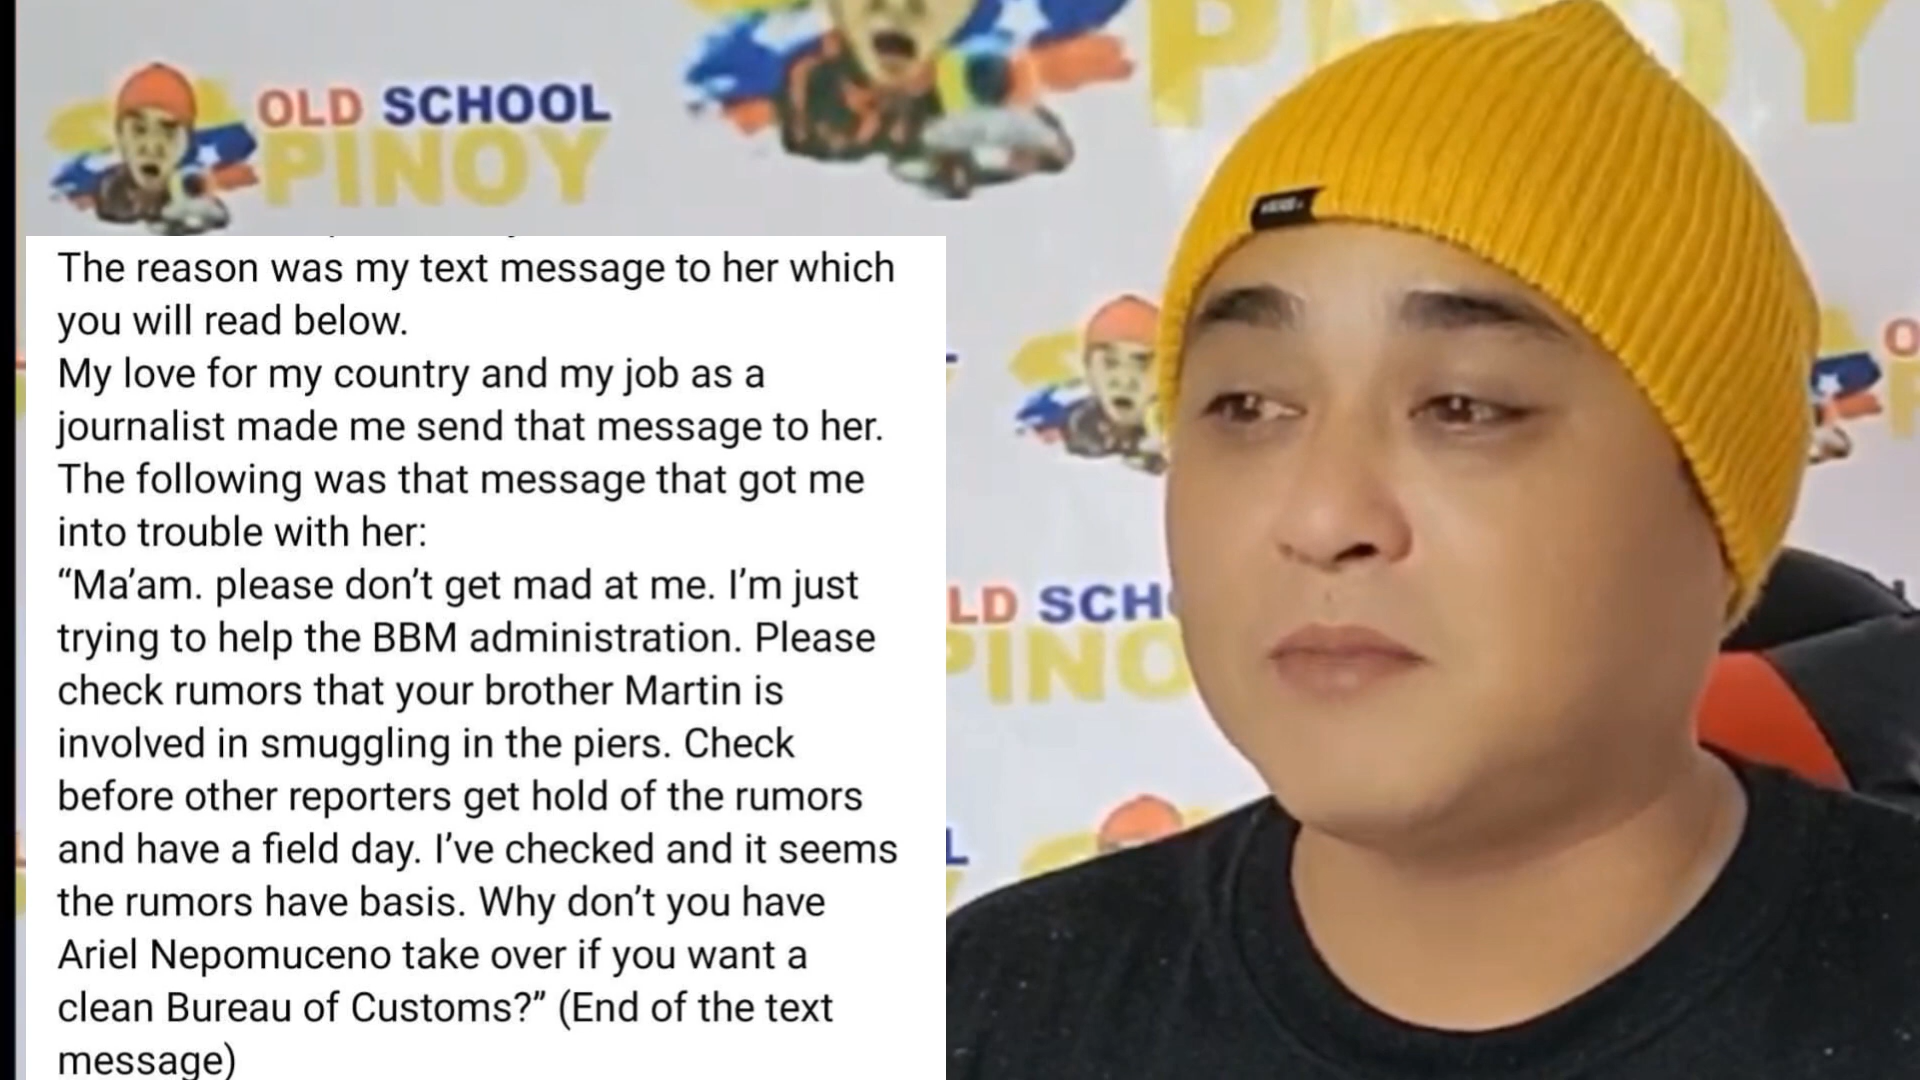 OLD SCHOOL
PINOY
The reason was my text message to her which
you will read below.
My love for my country and my job as a
journalist made me send that message to her.
The following was that message that got me
into trouble with her:
“Ma’am. please don’t get mad at me. I’m just
trying to help the BBM administration. Please
check rumors that your brother Martin is
involved in smuggling in the piers. Check
before other reporters get hold of the rumors
and have a field day. I’ve checked and it seems
the rumors have basis. Why don’t you have
Ariel Nepomuceno take over if you want a
clean Bureau of Customs?” (End of the text
message)
P
OY
LD SCH
PINO